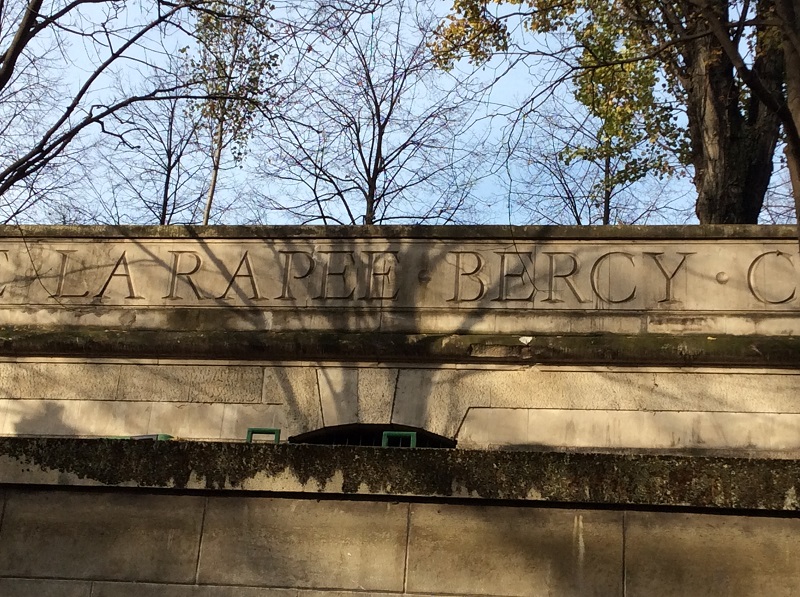 LA RAPEE · BERCY · C